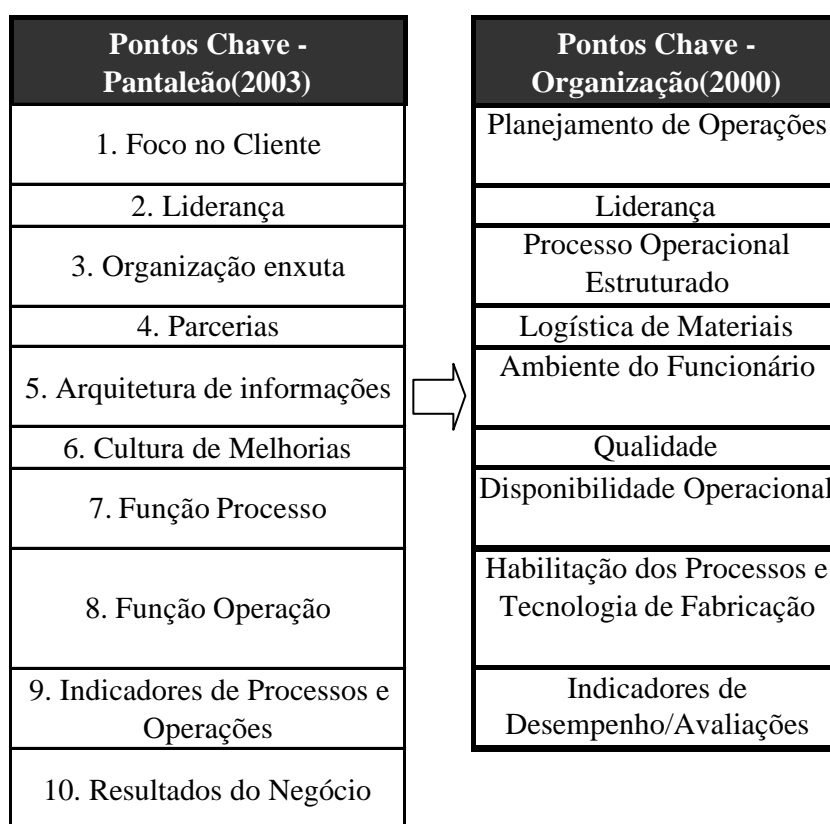 Pontos Chave -
Pantaleão(2003)
1. Foco no Cliente
2. Liderança
3. Organização enxuta
4. Parcerias
5. Arquitetura de informações
6. Cultura de Melhorias
7. Função Processo
8. Função Operação
9. Indicadores de Processos e
Operações
10. Resultados do Negócio
Pontos Chave -
Organização(2000)
Planejamento de Operações
Liderança
Processo Operacional
Estruturado
Logística de Materiais
Ambiente do Funcionário
Qualidade
Disponibilidade Operacional
Habilitação dos Processos e
Tecnologia de Fabricação
Indicadores de
Desempenho/Avaliações